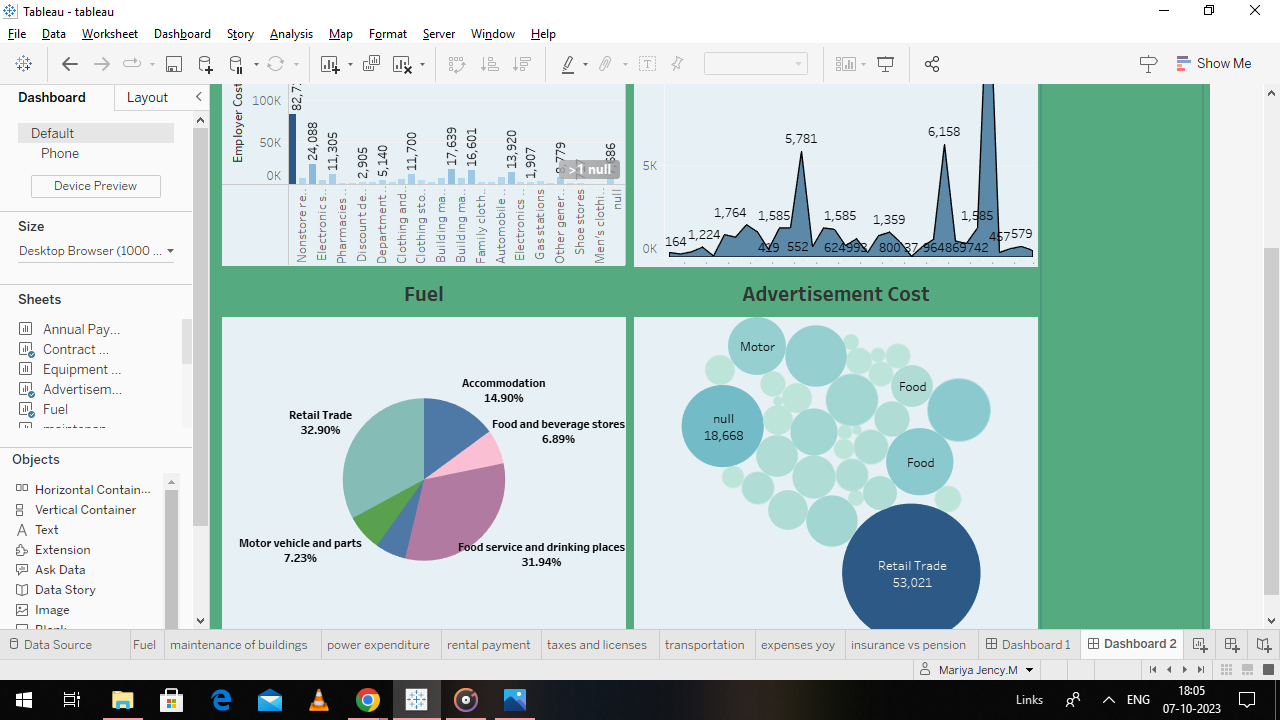 Tableau - tableau
File Data Worksheet Dashboard Story Analysis Map Format Server Window Help
Show Me
Dashboard Layout
Default
Phone
Device Preview
Size
Desktop Browser (1000 ...
Sheets
Annual Pay...
Contract ...
Equipment ...
Advertisem...
Fuel
Objects
Horizontal Contain...
Vertical Container
Text
Extension
Ask Data
Data Story
Image
Employer Cost
100K
50K
0K
24,088
11,305
2,905
5,140
11,700
17,639
16,601
13,920
1,907
>1 null
Nonstore re..
Electronic s..
Pharmacies ..
Discount de..
Department..
Clothing and..
Clothing sto..
Building ma..
Building ma..
Family cloth..
Automobile ..
Electronics ..
Gas stations
Other gener..
Shoe stores
Men's clothi..
null
5K
0K
164
1,224
1,764
1,585
419
5,781
552
1,585
624
993
1,359
800
37
964
6,158
869
742
1,585
457
579
Fuel
Accommodation
14.90%
Retail Trade
32.90%
Food and beverage stores
6.89%
Motor vehicle and parts
7.23%
Food service and drinking places
31.94%
Advertisement Cost
Motor
Food
null
18,668
Food
Retail Trade
53,021
Data Source Fuel maintenance of buildings power expenditure rental payment taxes and licenses transportation expenses yoy insurance vs pension Dashboard 1 Dashboard 2
Mariya Jency.M
Links ENG 18:05
07-10-2023